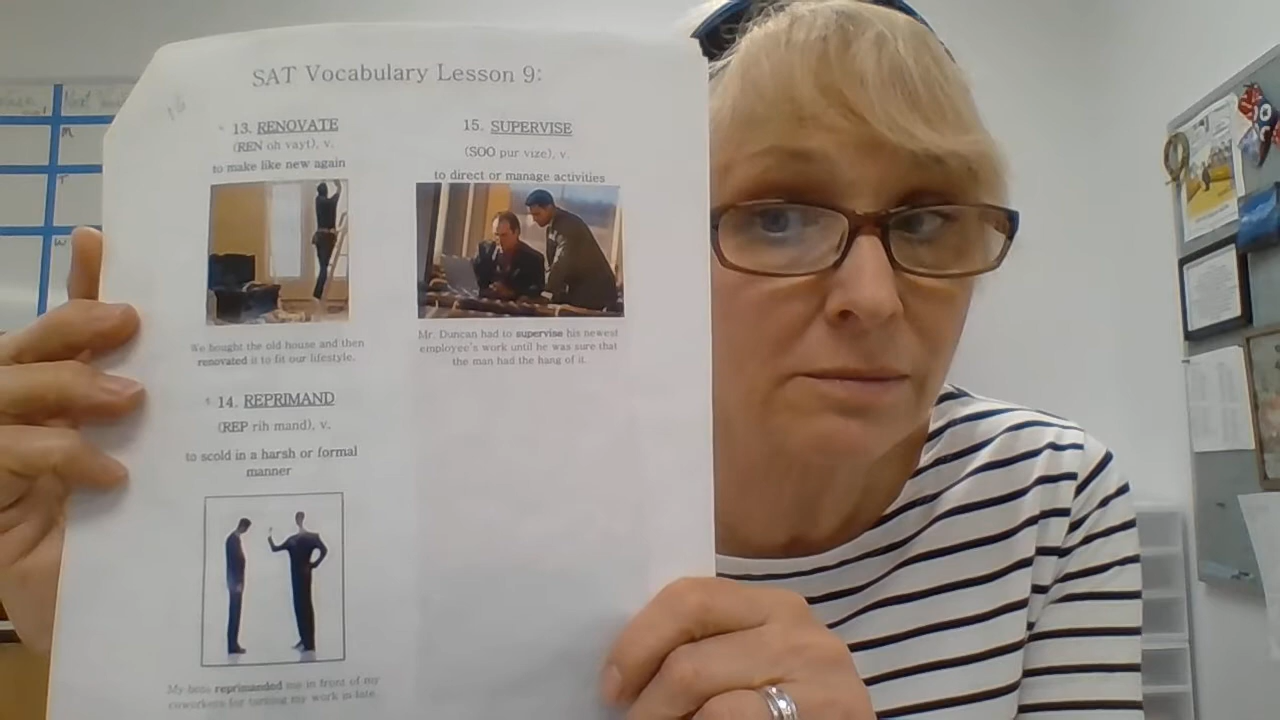 SAT Vocabulary Lesson 9:
13. RENOVATE
(REN oh vayt), v.
to make like new again
We bought the old house and then
renovated it to fit our lifestyle.
14. REPRIMAND
(REP rih mand), v.
to scold in a harsh or formal
manner
My boss reprimanded me in front of my
coworkers for turning my work in late.
15. SUPERVISE
(SOO pur vize), v.
to direct or manage activities
Mr. Duncan had to supervise his newest
employee's work until he was sure that
the man had the hang of it.
Next
M
T
W